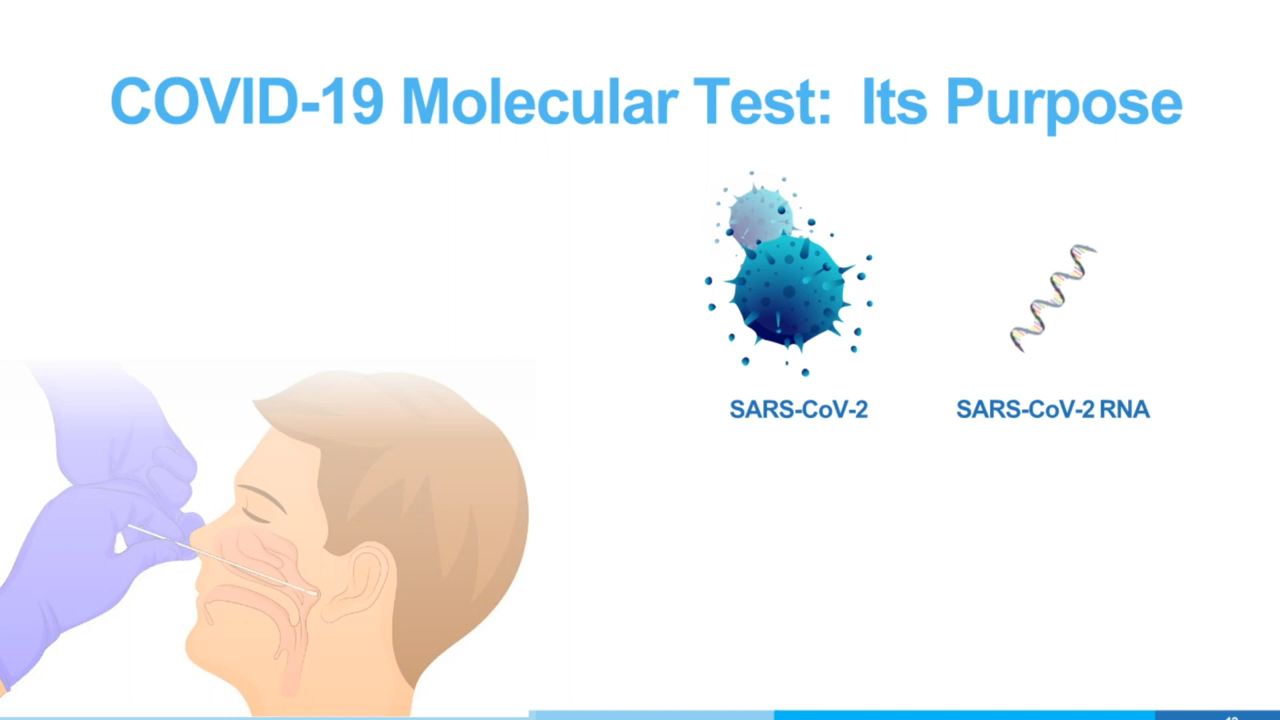 COVID-19 Molecular Test: Its Purpose
SARS-CoV-2
SARS-CoV-2 RNA